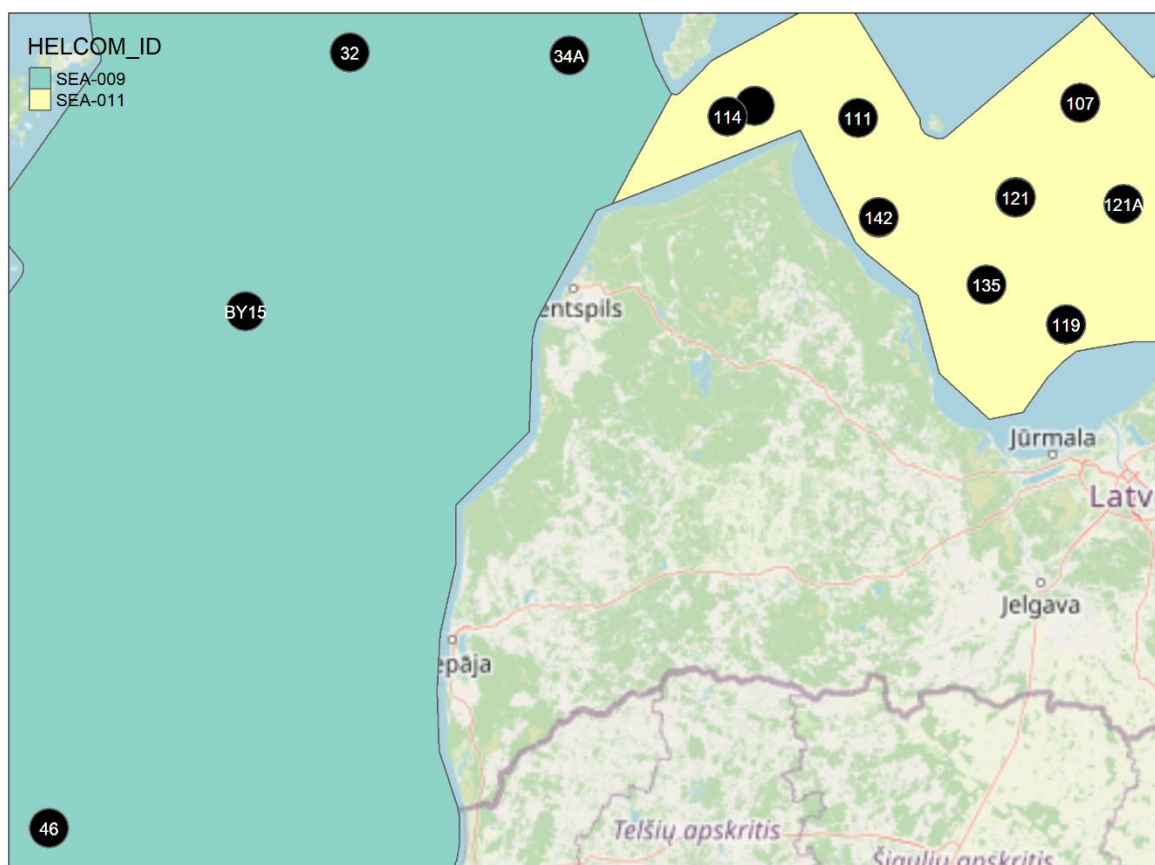 HELCOM_ID
SEA-009
SEA-011
32
34A
107
114
111
121
121A
142
135
BY15
entspils
119
Jūrmala
Latv
Jelgava
epāja
46
Telšių apskritis
Šiaulių apskritis